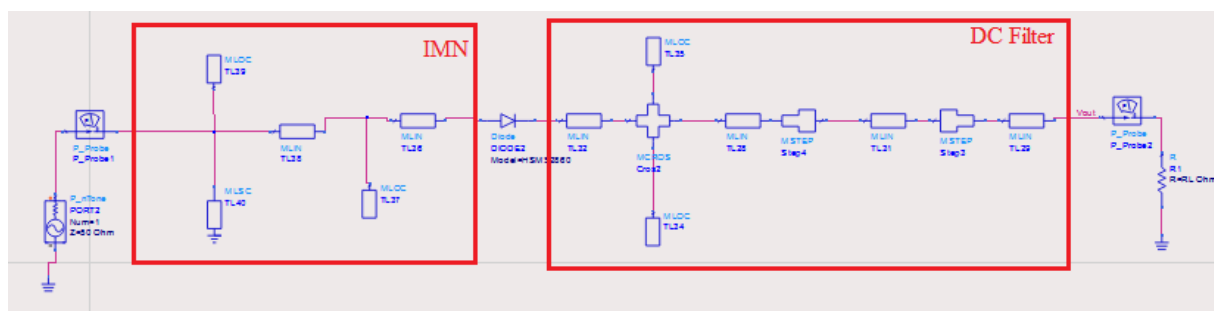 IMN
DC Filter
MLOC
TL39
P_Probe
P_Probe1
MLIN
TL38
MLIN
TL36
Diode
DIODE2
MLSC
TL40
MLOC
TL37
P_nTone
PORT2
Num=1
Z=50 Ohm
MLOC
TL35
MLIN
TL32
MCROS
Cros2
MLIN
MSTEP
Step4
MLIN
TL31
MSTEP
Step3
MLIN
TL29
MLOC
TL34
Vout
P_Probe
P_Probe2
R
R1
R=RL Ohm